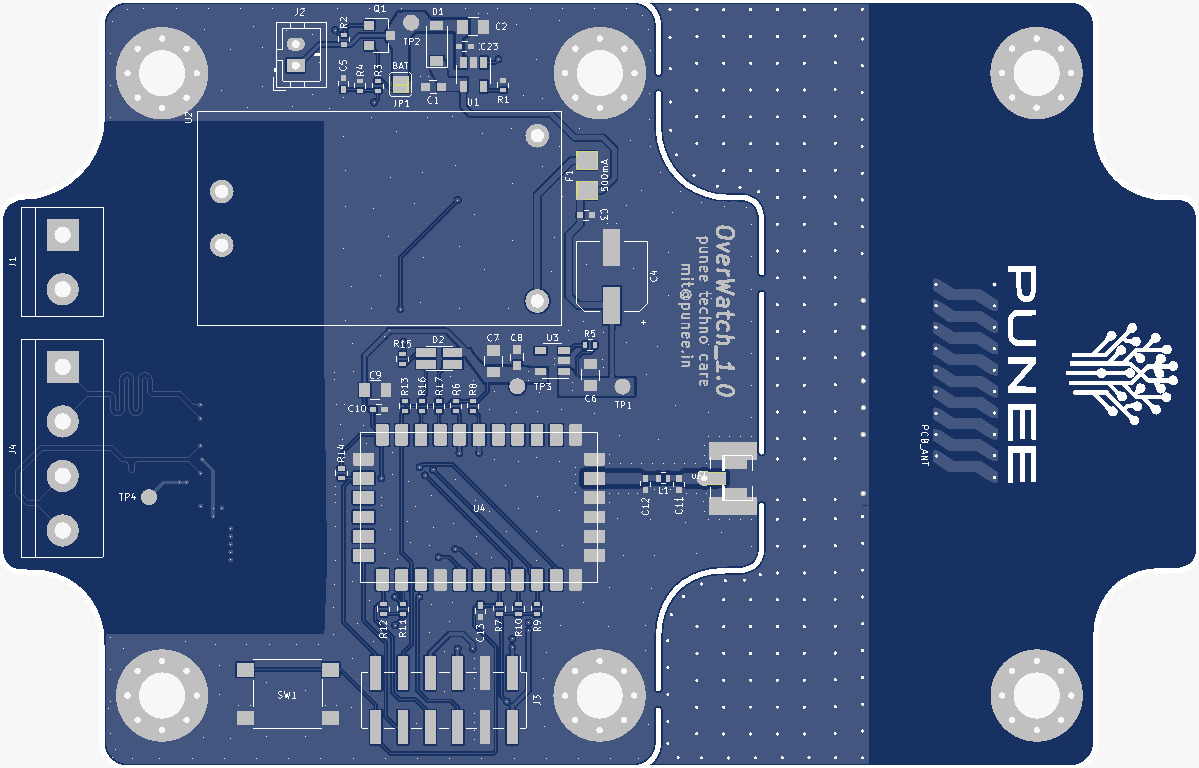 J2
R2
Q1
TP2
D1
C2
C23
C5
R4
R3
BAT
JP1
C1
U1
R1
U2
F1
500mA
C3
J1
C4
+
OverWatch_1.0
punee techno care
mit@punee.in
PUNEE
PCB_ANT
R15
D2
C7
C8
U3
R5
TP3
C6
TP1
C9
C10
R13
R16
R17
R6
R8
J4
TP4
R14
U4
C12
L1
C11
R12
R11
C13
R7
R10
R9
SW1
J3